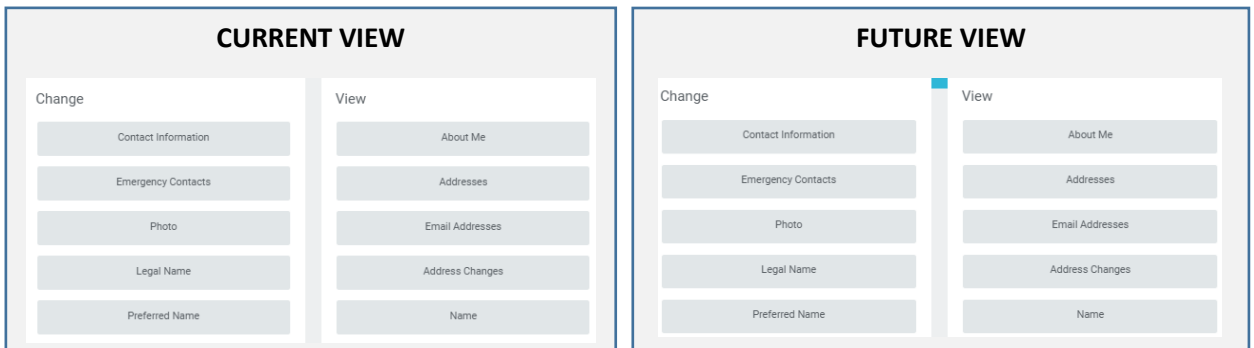 CURRENT VIEW
Change
Contact Information
Emergency Contacts
Photo
Legal Name
Preferred Name
View
About Me
Addresses
Email Addresses
Address Changes
Name
FUTURE VIEW
Change
Contact Information
Emergency Contacts
Photo
Legal Name
Preferred Name
View
About Me
Addresses
Email Addresses
Address Changes
Name